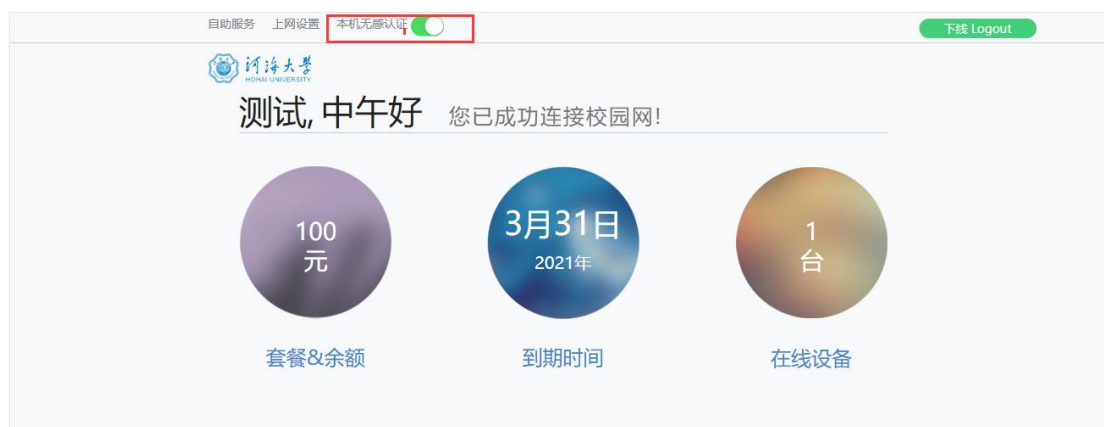 自助服务 上网设置 本机无感认证 下线 Logout
河海大学
HOHAI UNIVERSITY
测试, 中午好 您已成功连接校园网!
100
元
3月31日
2021年
1
台
套餐&余额 到期时间 在线设备